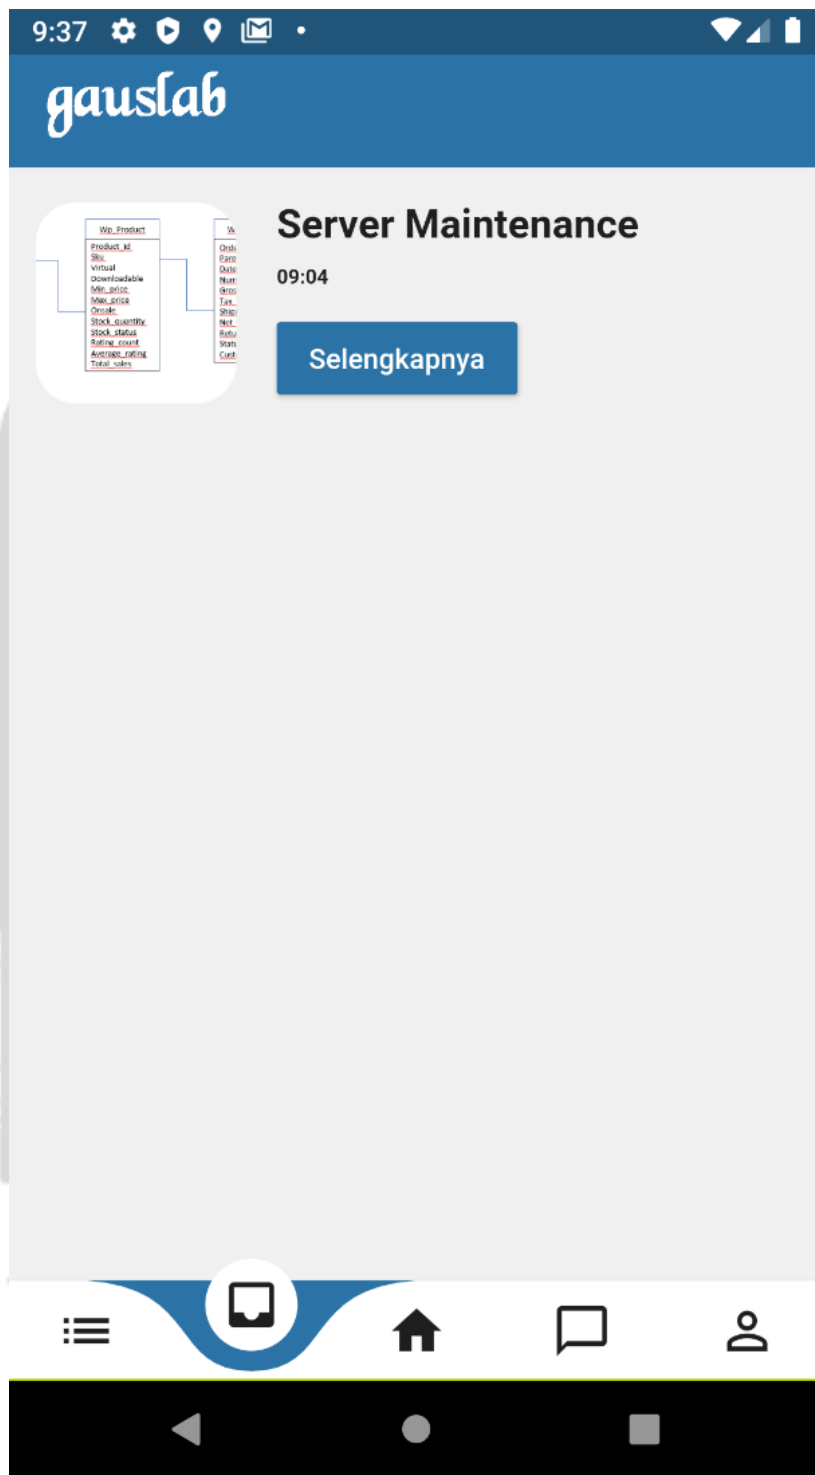 9:37
gauslab
Server Maintenance
09:04
Selengkapnya
Wp_Product
Product_id
Sku
Virtual
Downloadable
Min_price
Max_price
Onsale
Stock_quantity
Stock_status
Rating_count
Average_rating
Total_sales